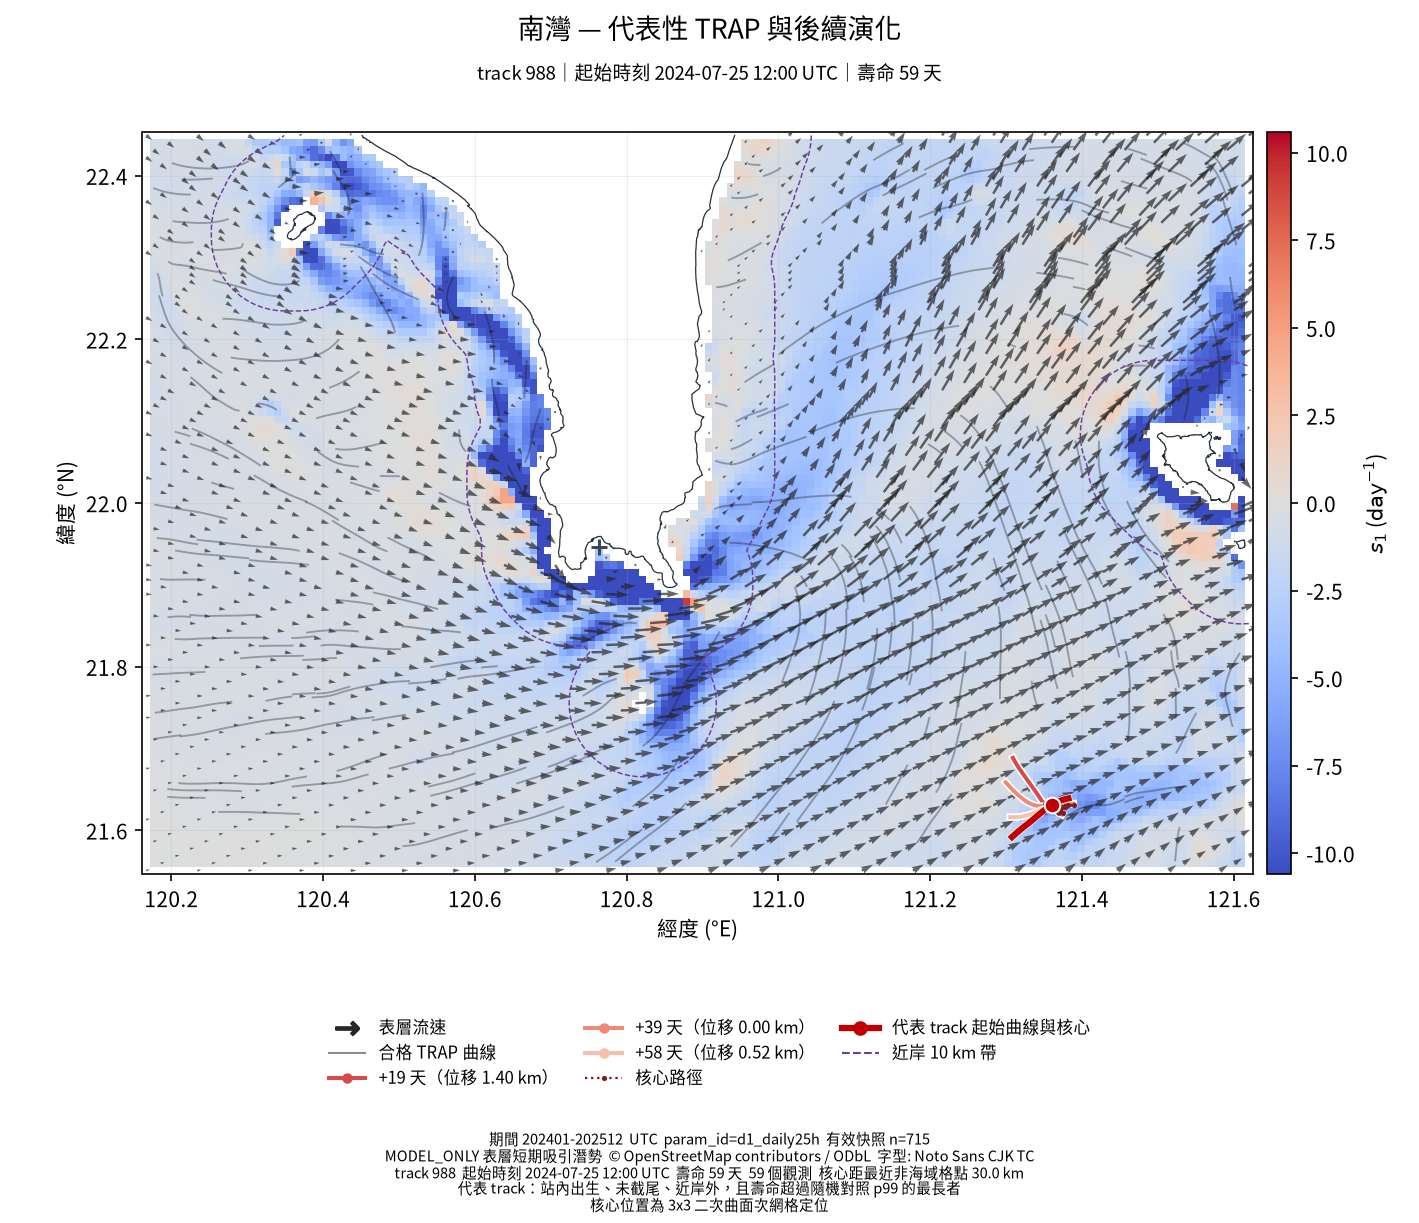 南灣 — 代表性 TRAP 與後續演化
track 988｜起始時刻 2024-07-25 12:00 UTC｜壽命 59 天
22.4
22.2
22.0
21.8
21.6
緯度 (°N)
120.2
120.4
120.6
120.8
121.0
121.2
121.4
121.6
經度 (°E)
10.0
7.5
5.0
2.5
0.0
-2.5
-5.0
-7.5
-10.0
s₁ (day⁻¹)
表層流速
合格 TRAP 曲線
+19 天（位移 1.40 km）
+39 天（位移 0.00 km）
+58 天（位移 0.52 km）
核心路徑
代表 track 起始曲線與核心
近岸 10 km 帶
期間 202401-202512 UTC param_id=d1_daily25h 有效快照 n=715
MODEL_ONLY 表層短期吸引潛勢 © OpenStreetMap contributors / ODbL 字型: Noto Sans CJK TC
track 988 起始時刻 2024-07-25 12:00 UTC 壽命 59 天 59 個觀測 核心距最近非海域格點 30.0 km
代表 track：站內出生、未截尾、近岸外，且壽命超過隨機對照 p99 的最長者
核心位置為 3x3 二次曲面次網格定位